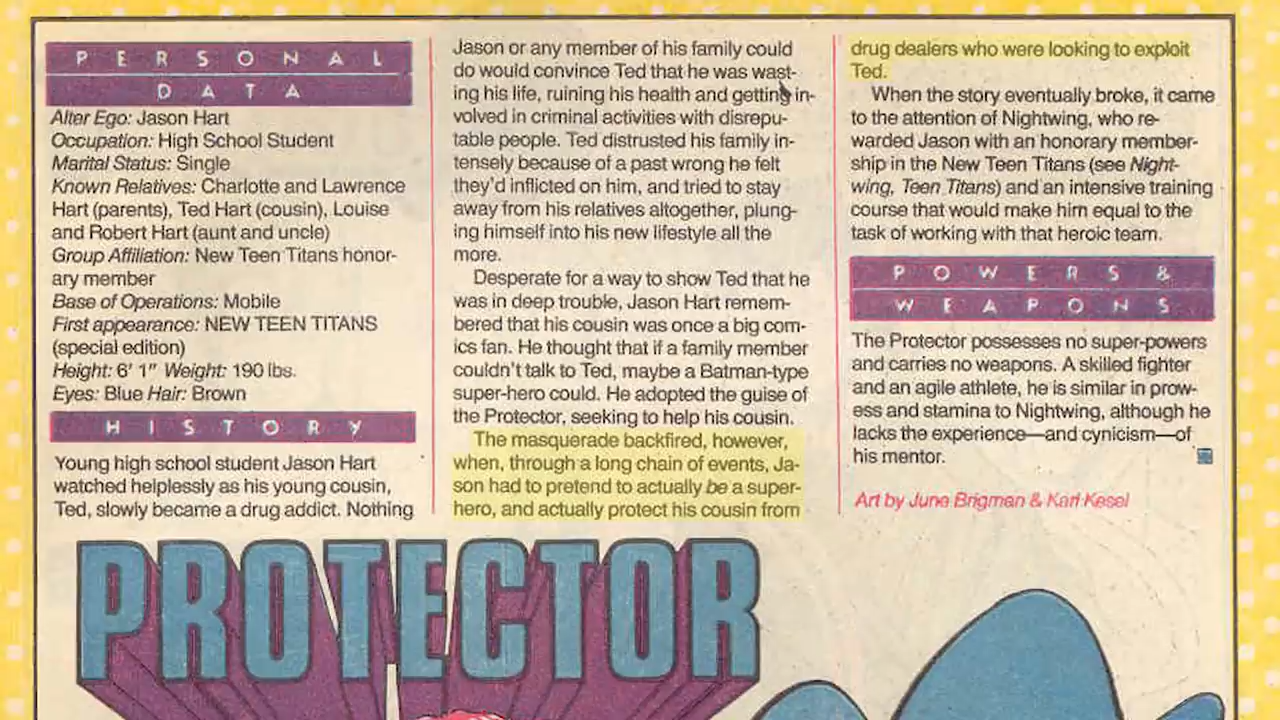 PERSONAL
DATA
Alter Ego: Jason Hart
Occupation: High School Student
Marital Status: Single
Known Relatives: Charlotte and Lawrence
Hart (parents), Ted Hart (cousin), Louise
and Robert Hart (aunt and uncle)
Group Affiliation: New Teen Titans honor-
ary member
Base of Operations: Mobile
First appearance: NEW TEEN TITANS
(special edition)
Height: 6' 1" Weight: 190 lbs.
Eyes: Blue Hair: Brown
HISTORY
Young high school student Jason Hart
watched helplessly as his young cousin,
Ted, slowly became a drug addict. Nothing
Jason or any member of his family could
do would convince Ted that he was wast-
ing his life, ruining his health and getting in-
volved in criminal activities with disrepu-
table people. Ted distrusted his family in-
tensely because of a past wrong he felt
they'd inflicted on him, and tried to stay
away from his relatives altogether, plung-
ing himself into his new lifestyle all the
more.
Desperate for a way to show Ted that he
was in deep trouble, Jason Hart remem-
bered that his cousin was once a big com-
ics fan. He thought that if a family member
couldn't talk to Ted, maybe a Batman-type
super-hero could. He adopted the guise of
the Protector, seeking to help his cousin.
The masquerade backfired, however,
when, through a long chain of events, Ja-
son had to pretend to actually be a super-
hero, and actually protect his cousin from
drug dealers who were looking to exploit
Ted.
When the story eventually broke, it came
to the attention of Nightwing, who re-
warded Jason with an honorary member-
ship in the New Teen Titans (see Night-
wing, Teen Titans) and an intensive training
course that would make him equal to the
task of working with that heroic team.
POWERS &
WEAPONS
The Protector possesses no super-powers
and carries no weapons. A skilled fighter
and an agile athlete, he is similar in prow-
ess and stamina to Nightwing, although he
lacks the experience—and cynicism—of
his mentor.
Art by June Brigman & Karl Kesel
PROTECTOR